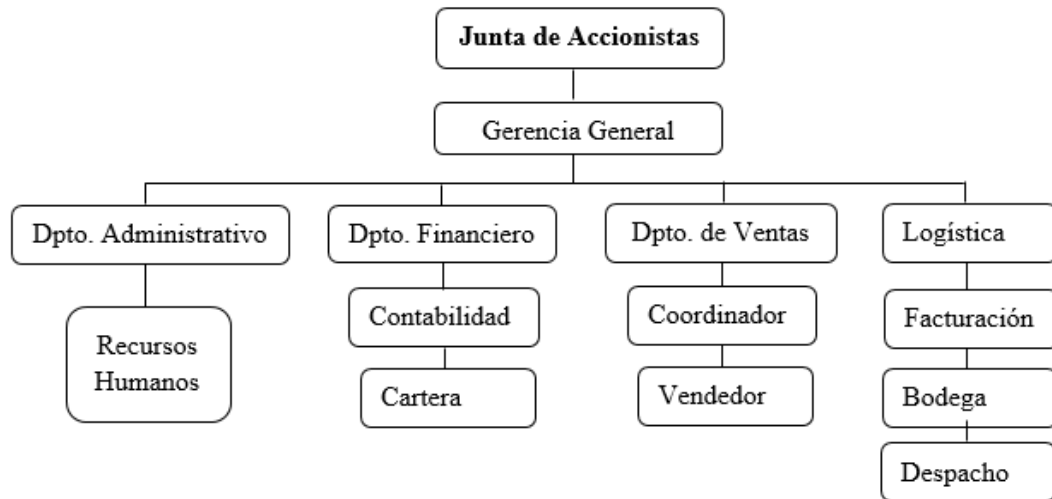 Junta de Accionistas
Gerencia General
Dpto. Administrativo
Dpto. Financiero
Dpto. de Ventas
Logística
Recursos
Humanos
Contabilidad
Coordinador
Facturación
Cartera
Vendedor
Bodega
Despacho